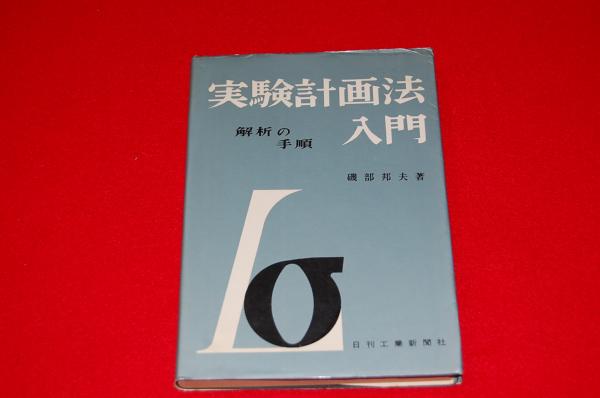 実験計画法
入門
解析の
手順
磯部邦夫著
Lσ
日刊工業新聞社